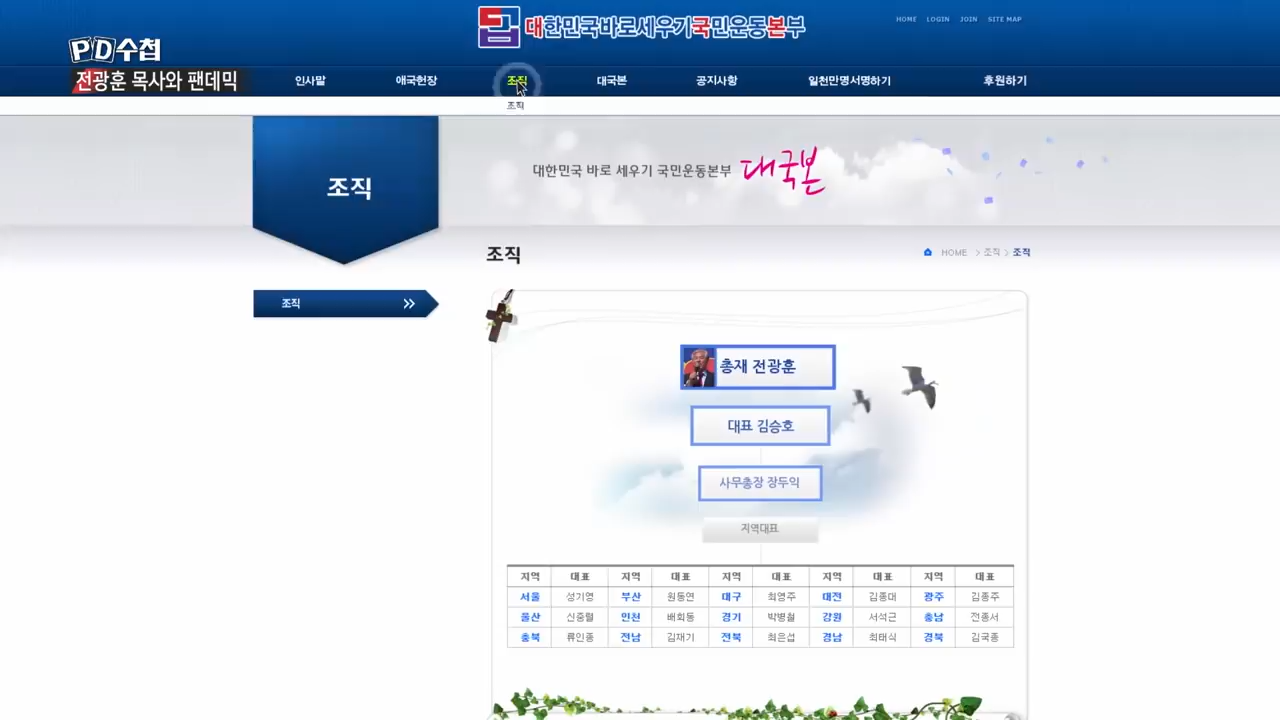 대한민국바로세우기국민운동본부
HOME LOGIN JOIN SITE MAP
PD수첩
전광훈 목사와 팬데믹
인사말 애국헌장 조직 대국본 공지사항 일천만명서명하기 후원하기
조직
조직
대한민국 바로 세우기 국민운동본부 대국본
조직
HOME > 조직 > 조직
조직 >>
총재 전광훈
대표 김승호
사무총장 장두익
지역대표
지역 대표 지역 대표 지역 대표 지역 대표 지역 대표
서울 성기영 부산 원동연 대구 최영주 대전 김종대 광주 김종주
울산 신중렬 인천 배희동 경기 박병철 강원 서석근 충남 전종서
충북 류인종 전남 김재기 전북 최은섭 경남 최태식 경북 김국종